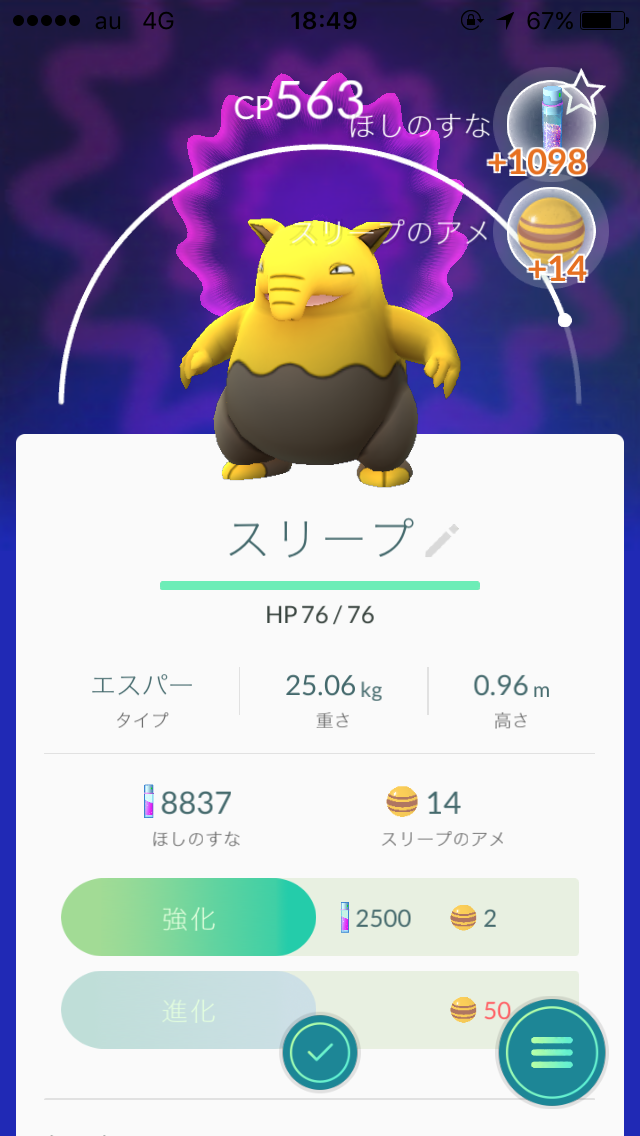 au 4G 18:49 67%
CP563
ほしのすな
+1098
スリープのアメ
+14
スリープ
HP 76 / 76
エスパー 25.06 kg 0.96 m
タイプ 重さ 高さ
8837 14
ほしのすな スリープのアメ
強化 2500 2
進化 50